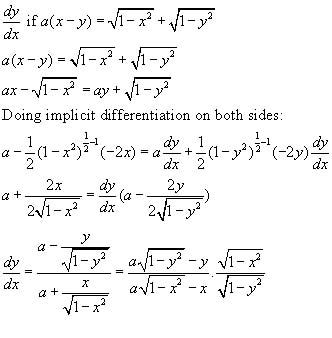 dy/dx if a(x−y) = √(1−x²) + √(1−y²)
a(x−y) = √(1−x²) + √(1−y²)
ax − √(1−x²) = ay + √(1−y²)
Doing implicit differentiation on both sides:
a − 1/2 (1−x²)^(1/2 −1) (−2x) = a dy/dx + 1/2 (1−y²)^(1/2 −1) (−2y) dy/dx
a + 2x/(2√(1−x²)) = dy/dx (a − 2y/(2√(1−y²)))
dy/dx = (a − y/√(1−y²))/(a + x/√(1−x²)) = (a√(1−y²) − y)/(a√(1−x²) − x) · √(1−x²)/√(1−y²)